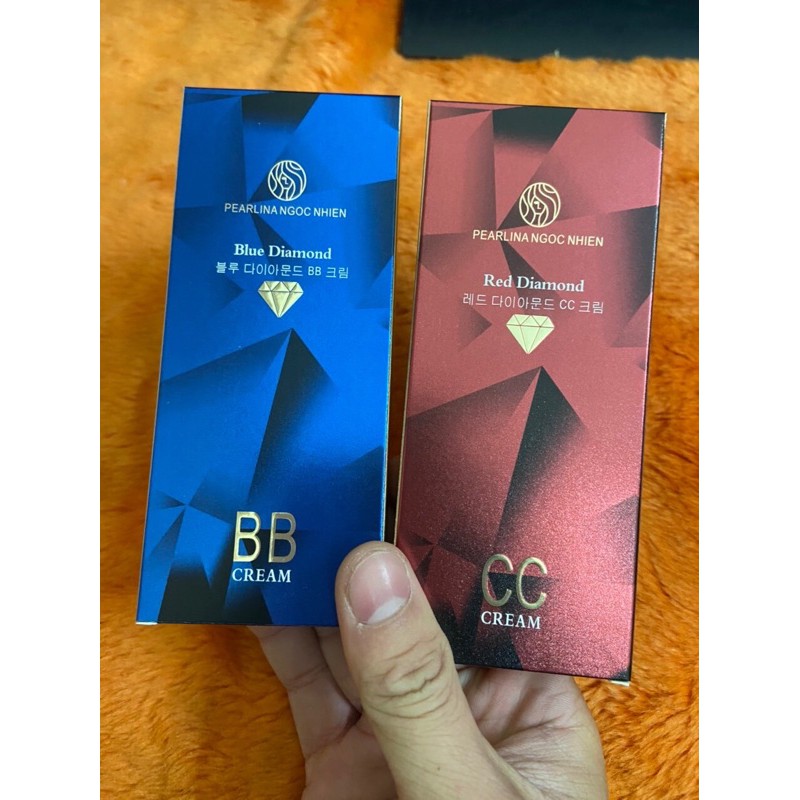 PEARLINA NGOC NHIEN
Blue Diamond
블루 다이아몬드 BB 크림
BB
CREAM
PEARLINA NGOC NHIEN
Red Diamond
레드 다이아몬드 CC 크림
CC
CREAM